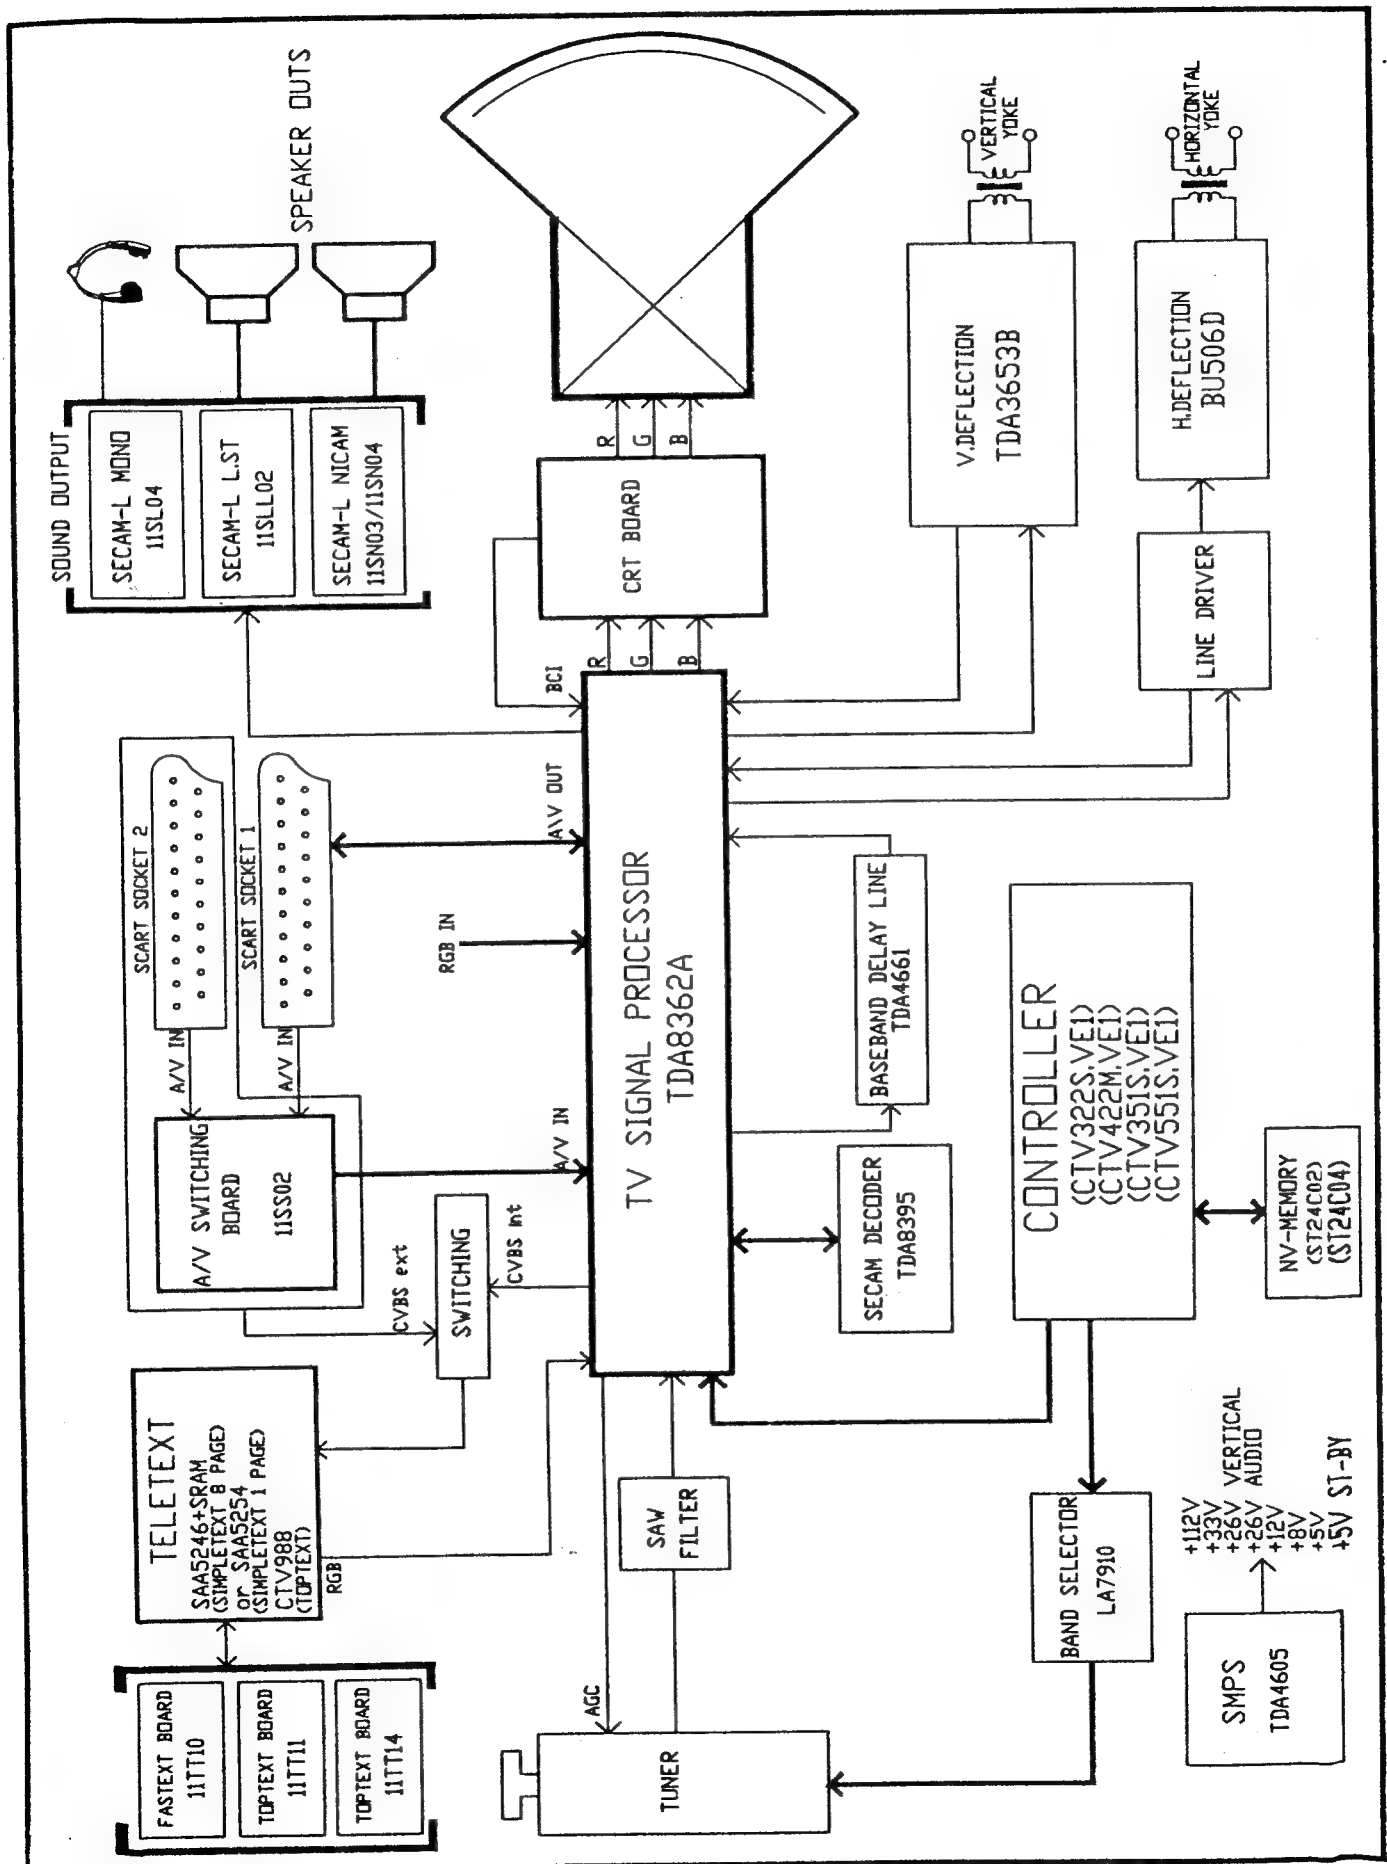 FASTEXT BOARD
11TT10
TOPTEXT BOARD
11TT11
TOPTEXT BOARD
11TT14
TELETEXT
SAA5246+SRAM
(SIMPLETEXT 8 PAGE)
or SAA5254
(SIMPLETEXT 1 PAGE)
CTV988
(TOPTEXT)
RGB
A/V SWITCHING
BOARD
11SS02
A/V IN
A/V IN
SCART SOCKET 2
SCART SOCKET 1
SOUND OUTPUT
SECAM-L MONO
11SL04
SECAM-L L.ST
11SLL02
SECAM-L NICAM
11SN03/11SN04
SPEAKER OUTS
CVBS ext
SWITCHING
CVBS int
A/V IN
RGB IN
A\V OUT
BCI
AGC
TUNER
SAW
FILTER
TV SIGNAL PROCESSOR
TDA8362A
R
G
B
CRT BOARD
R
G
B
SECAM DECODER
TDA8395
BASEBAND DELAY LINE
TDA4661
V.DEFLECTION
TDA3653B
VERTICAL
YOKE
BAND SELECTOR
LA7910
CONTROLLER
(CTV322S.VE1)
(CTV422M.VE1)
(CTV351S.VE1)
(CTV551S.VE1)
LINE DRIVER
H.DEFLECTION
BU506D
HORIZONTAL
YOKE
SMPS
TDA4605
+112V
+33V
+26V VERTICAL
+26V AUDIO
+12V
+8V
+5V
+5V ST-BY
NV-MEMORY
(ST24C02)
(ST24C04)